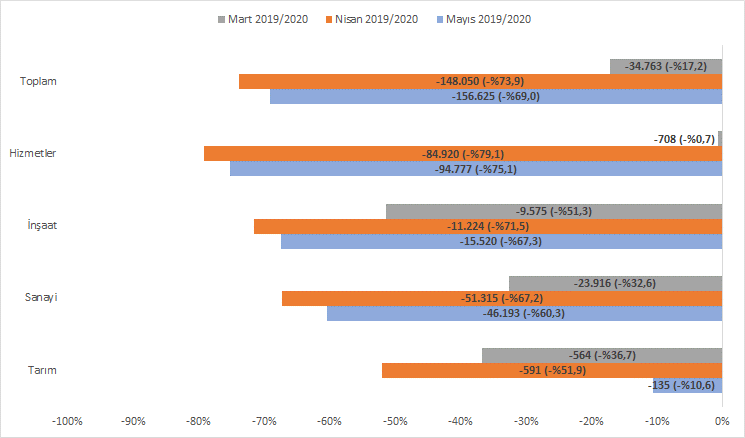 Mart 2019/2020 Nisan 2019/2020 Mayıs 2019/2020
Toplam
-34.763 (-%17,2)
-148.050 (-%73,9)
-156.625 (-%69,0)
Hizmetler
-708 (-%0,7)
-84.920 (-%79,1)
-94.777 (-%75,1)
İnşaat
-9.575 (-%51,3)
-11.224 (-%71,5)
-15.520 (-%67,3)
Sanayi
-23.916 (-%32,6)
-51.315 (-%67,2)
-46.193 (-%60,3)
Tarım
-564 (-%36,7)
-591 (-%51,9)
-135 (-%10,6)
-100% -90% -80% -70% -60% -50% -40% -30% -20% -10% 0%